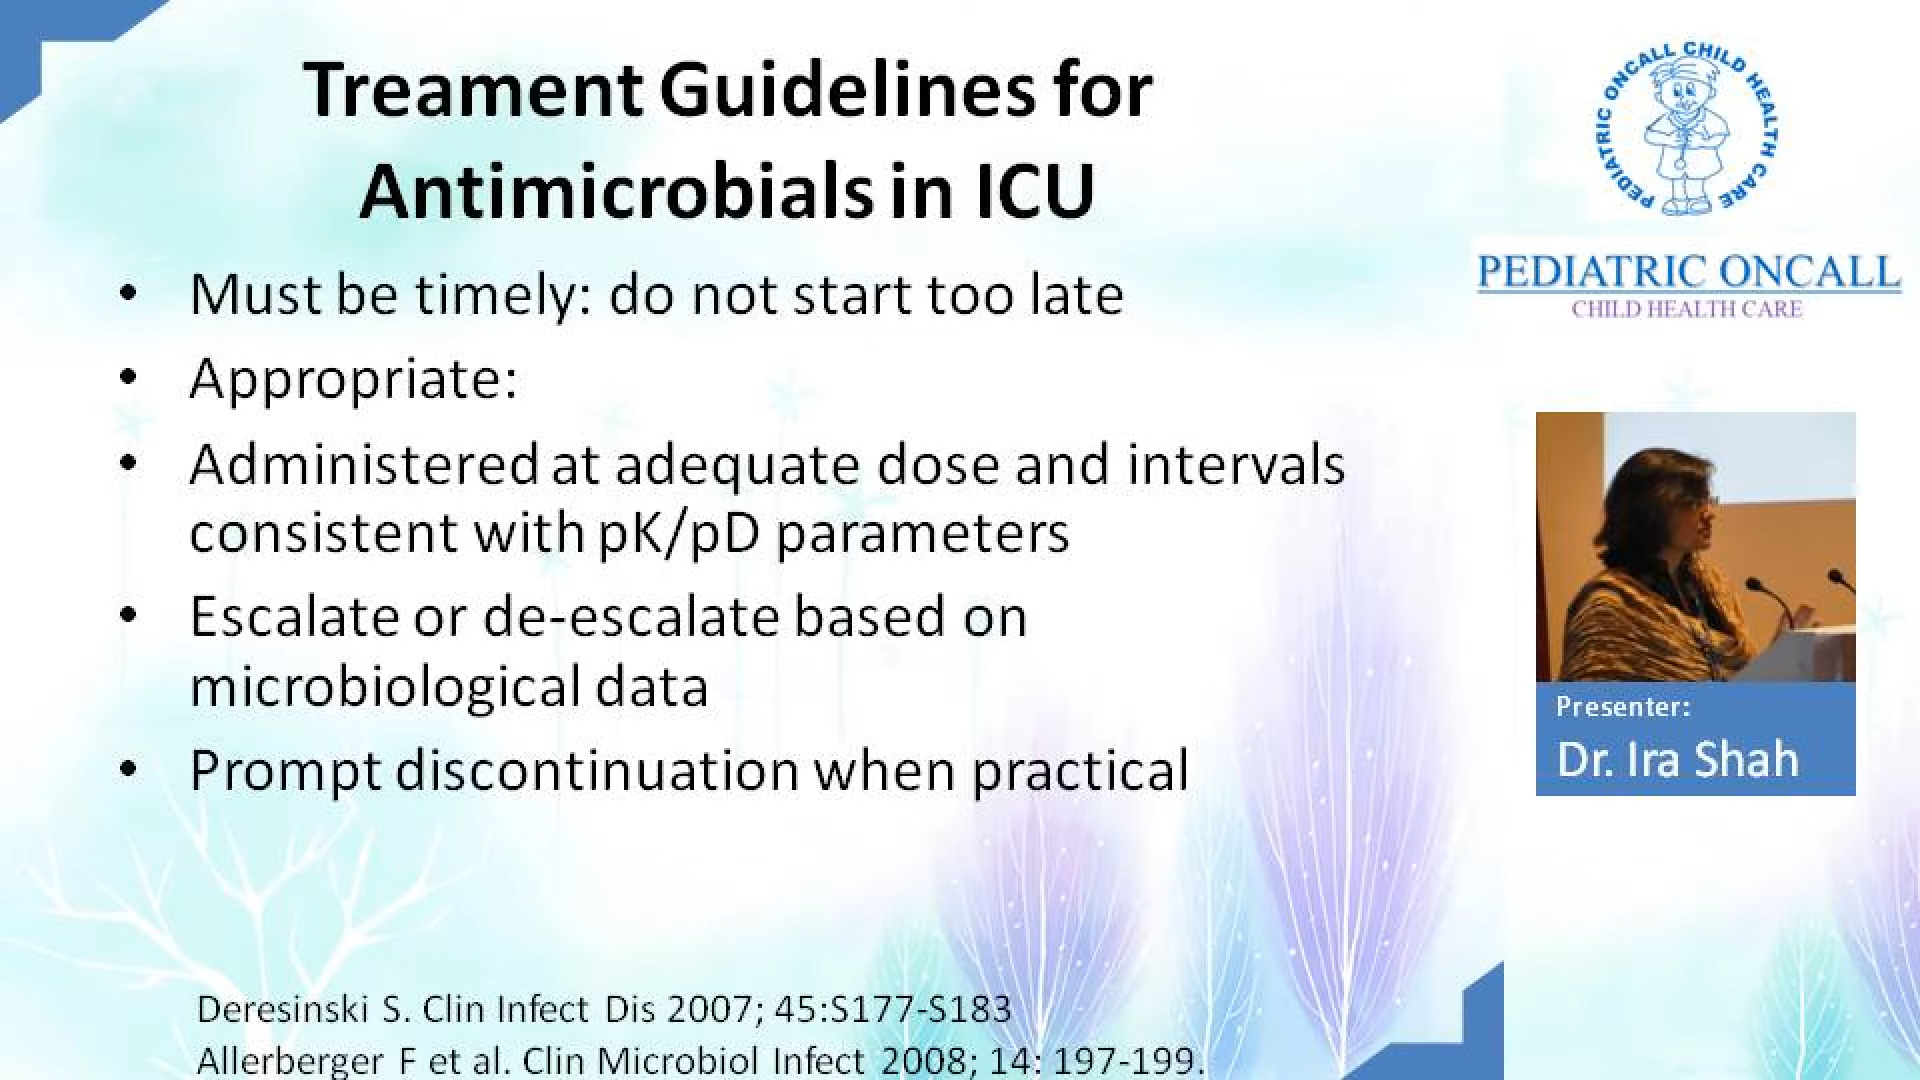 Treament Guidelines for
Antimicrobials in ICU
• Must be timely: do not start too late
• Appropriate:
• Administered at adequate dose and intervals
consistent with pK/pD parameters
• Escalate or de-escalate based on
microbiological data
• Prompt discontinuation when practical
Deresinski S. Clin Infect Dis 2007; 45:S177-S183
Allerberger F et al. Clin Microbiol Infect 2008; 14: 197-199.
PEDIATRIC ONCALL CHILD HEALTH CARE
PEDIATRIC ONCALL
CHILD HEALTH CARE
Presenter:
Dr. Ira Shah